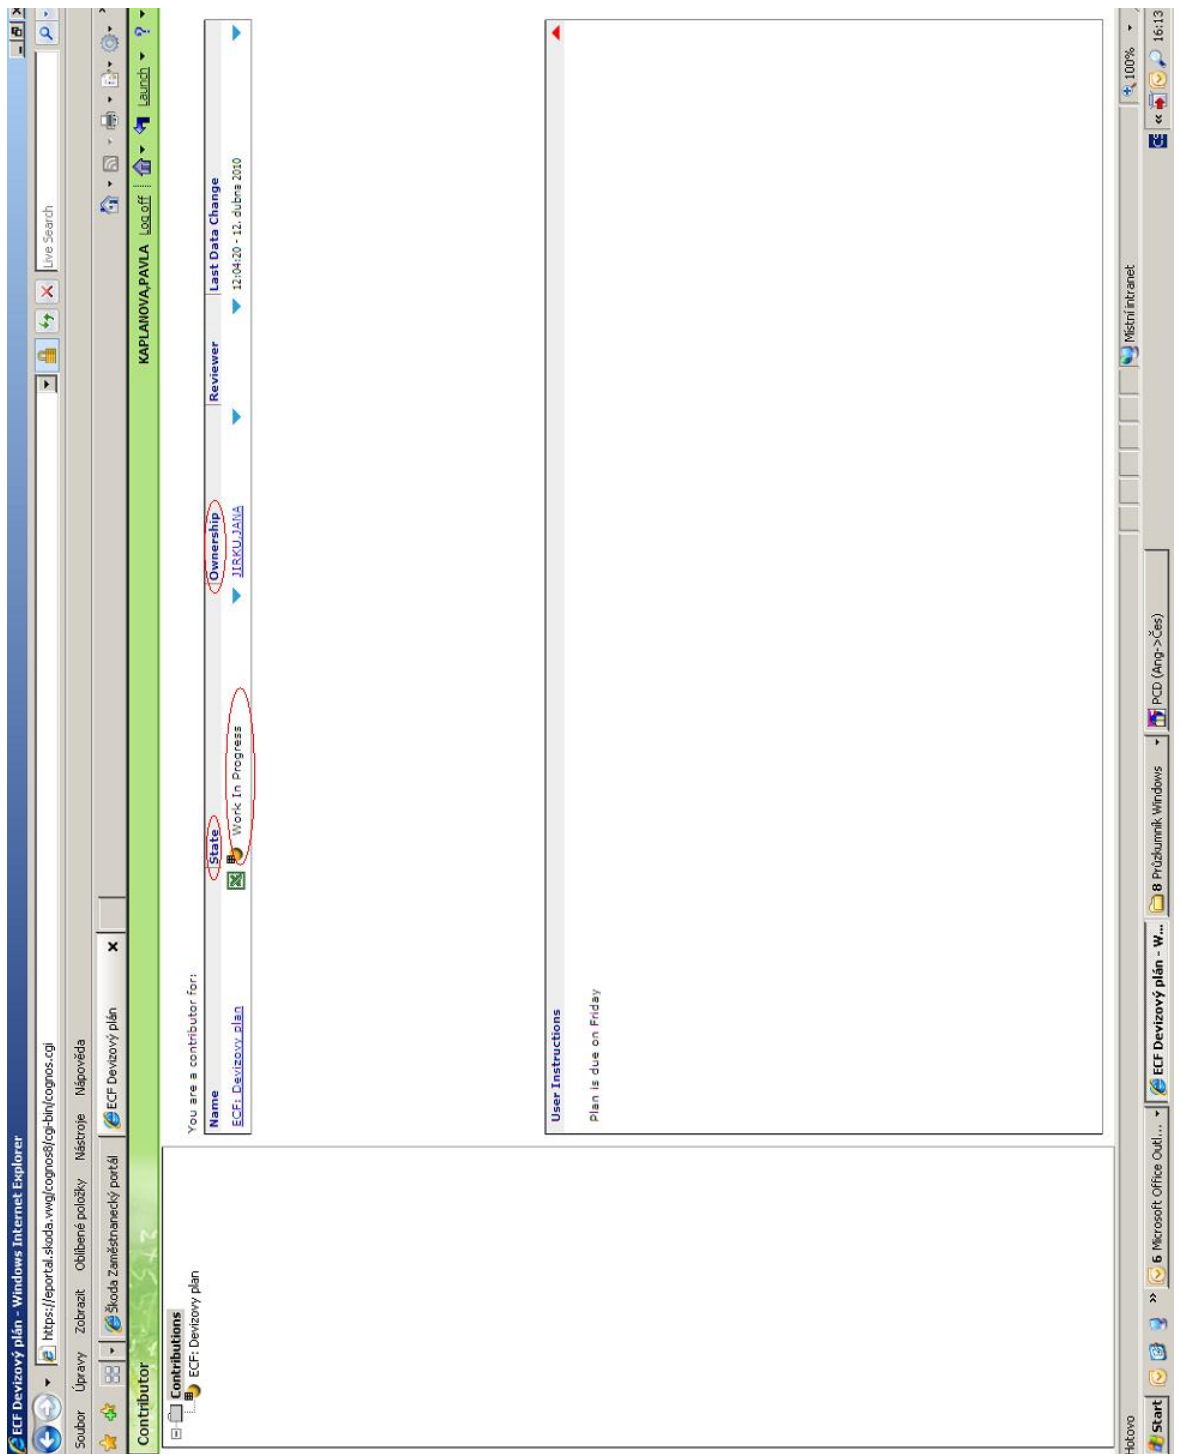 ECF Devizový plán - Windows Internet Explorer
https://eportal.skoda.vwg/cognos8/cgi-bin/cognos.cgi
Live Search
Soubor Úpravy Zobrazit Oblíbené položky Nástroje Nápověda
Škoda Zaměstnanecký portál
ECF Devizový plán
Contributor
KAPLANOVA,PAVLA Log off Launch ?
Contributions
ECF: Devizovy plan
You are a contributor for:
Name State Ownership Reviewer Last Data Change
ECF: Devizovy plan Work In Progress JIRKU,JANA 12:04:20 - 12. dubna 2010
User Instructions
Plan is due on Friday
Hotovo Místní intranet 100%
Start 6 Microsoft Office Outl... ECF Devizový plán - W... 8 Průzkumník Windows PCD (Ang->Čes) CS 16:13